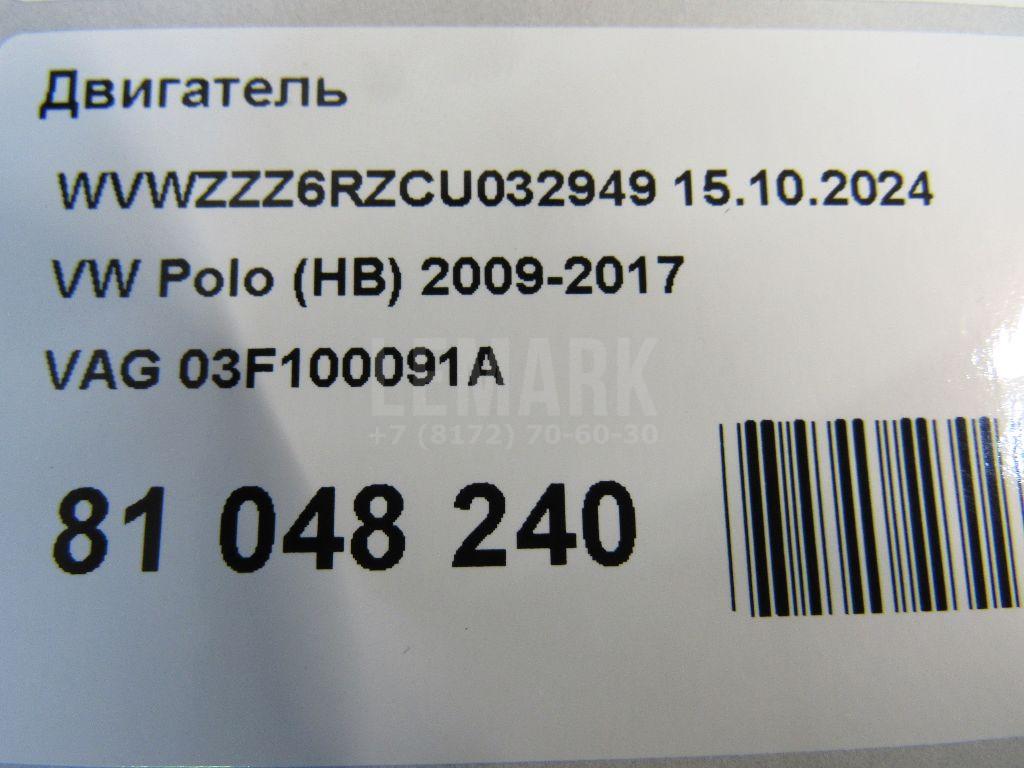 Двигатель
WVWZZZ6RZCU032949 15.10.2024
VW Polo (HB) 2009-2017
VAG 03F100091A
LEMARK
+7 (8172) 70-60-30
81 048 240